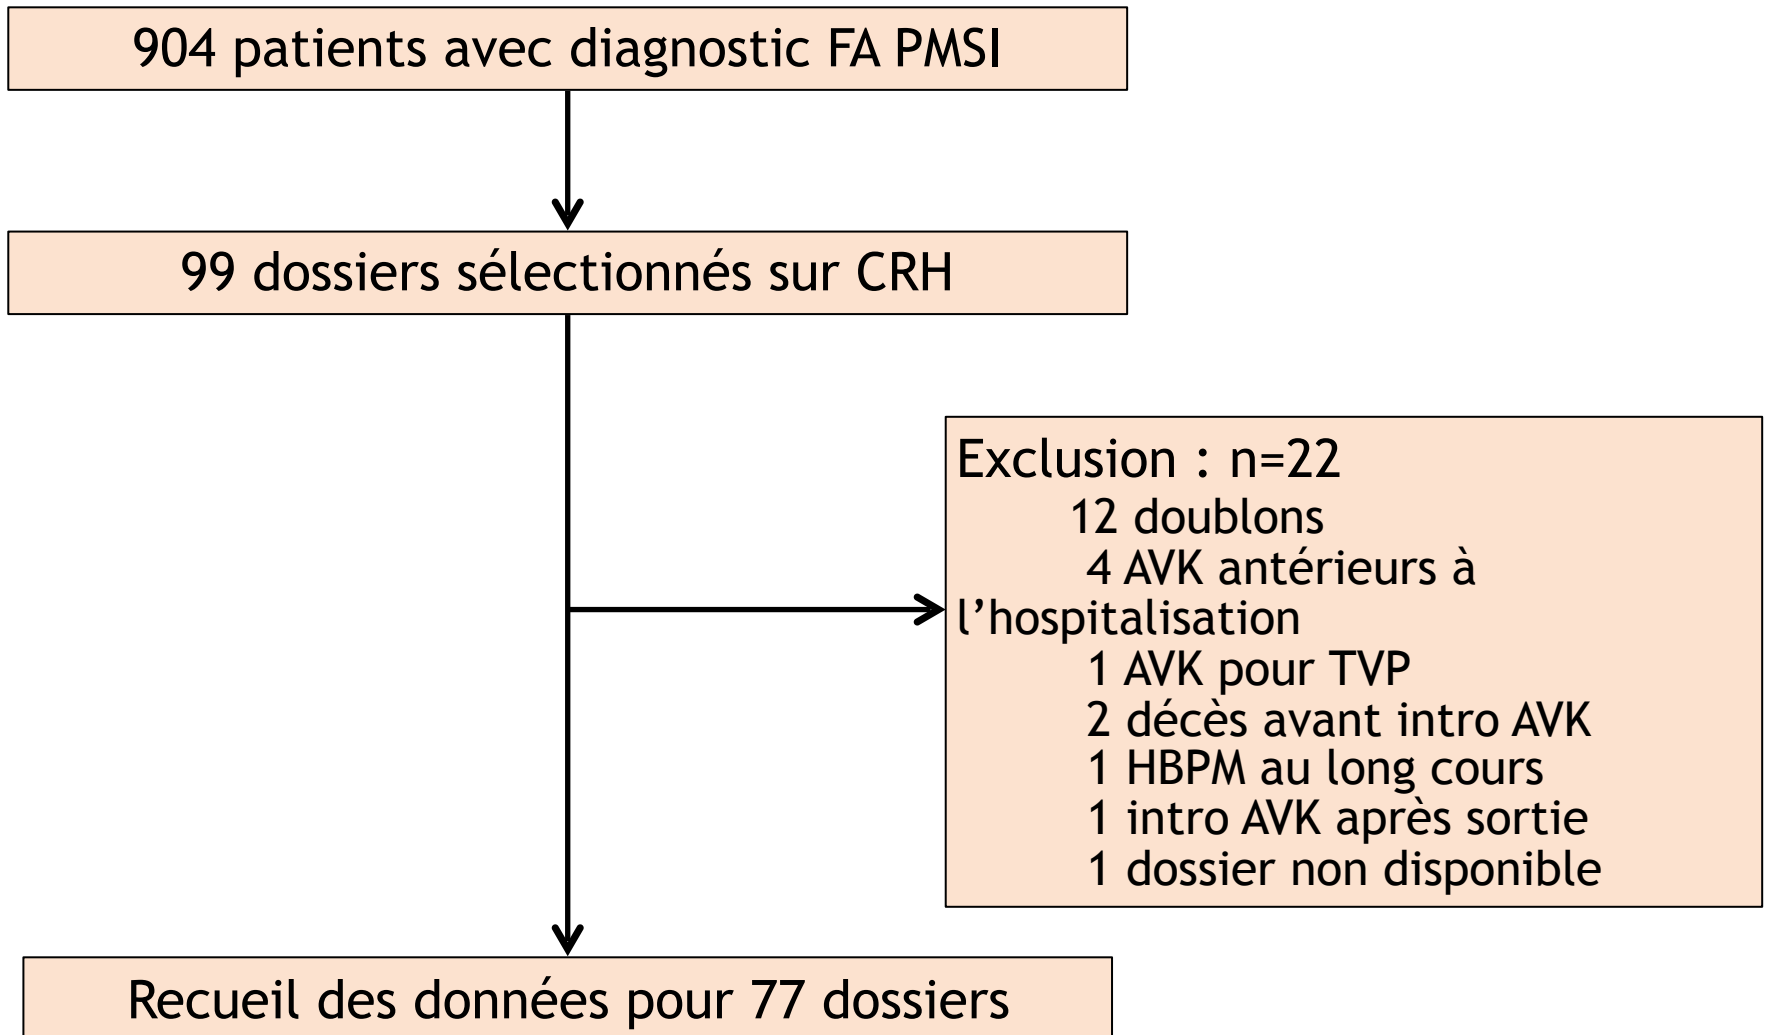 904 patients avec diagnostic FA PMSI
99 dossiers sélectionnés sur CRH
Exclusion : n=22
12 doublons
4 AVK antérieurs à
l’hospitalisation
1 AVK pour TVP
2 décès avant intro AVK
1 HBPM au long cours
1 intro AVK après sortie
1 dossier non disponible
Recueil des données pour 77 dossiers